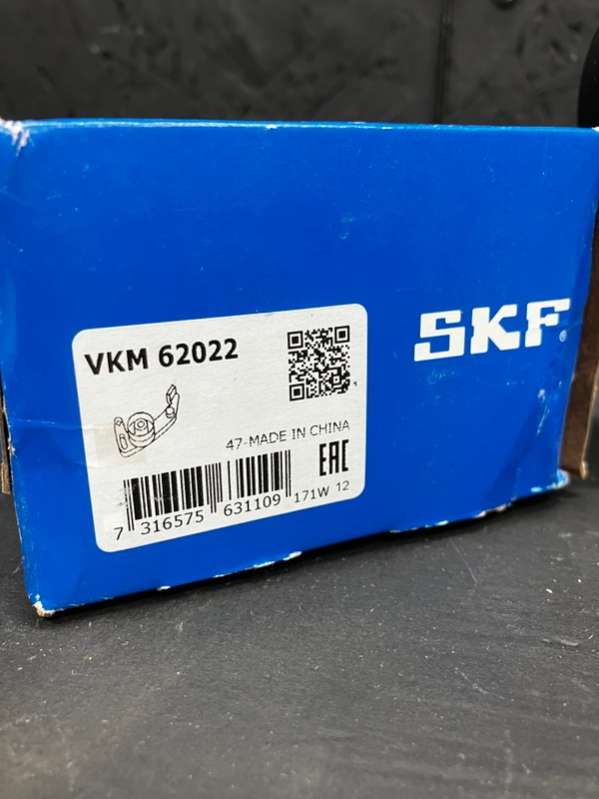 SKF®
VKM 62022
47-MADE IN CHINA
EAC
7 316575 631109 171W 12